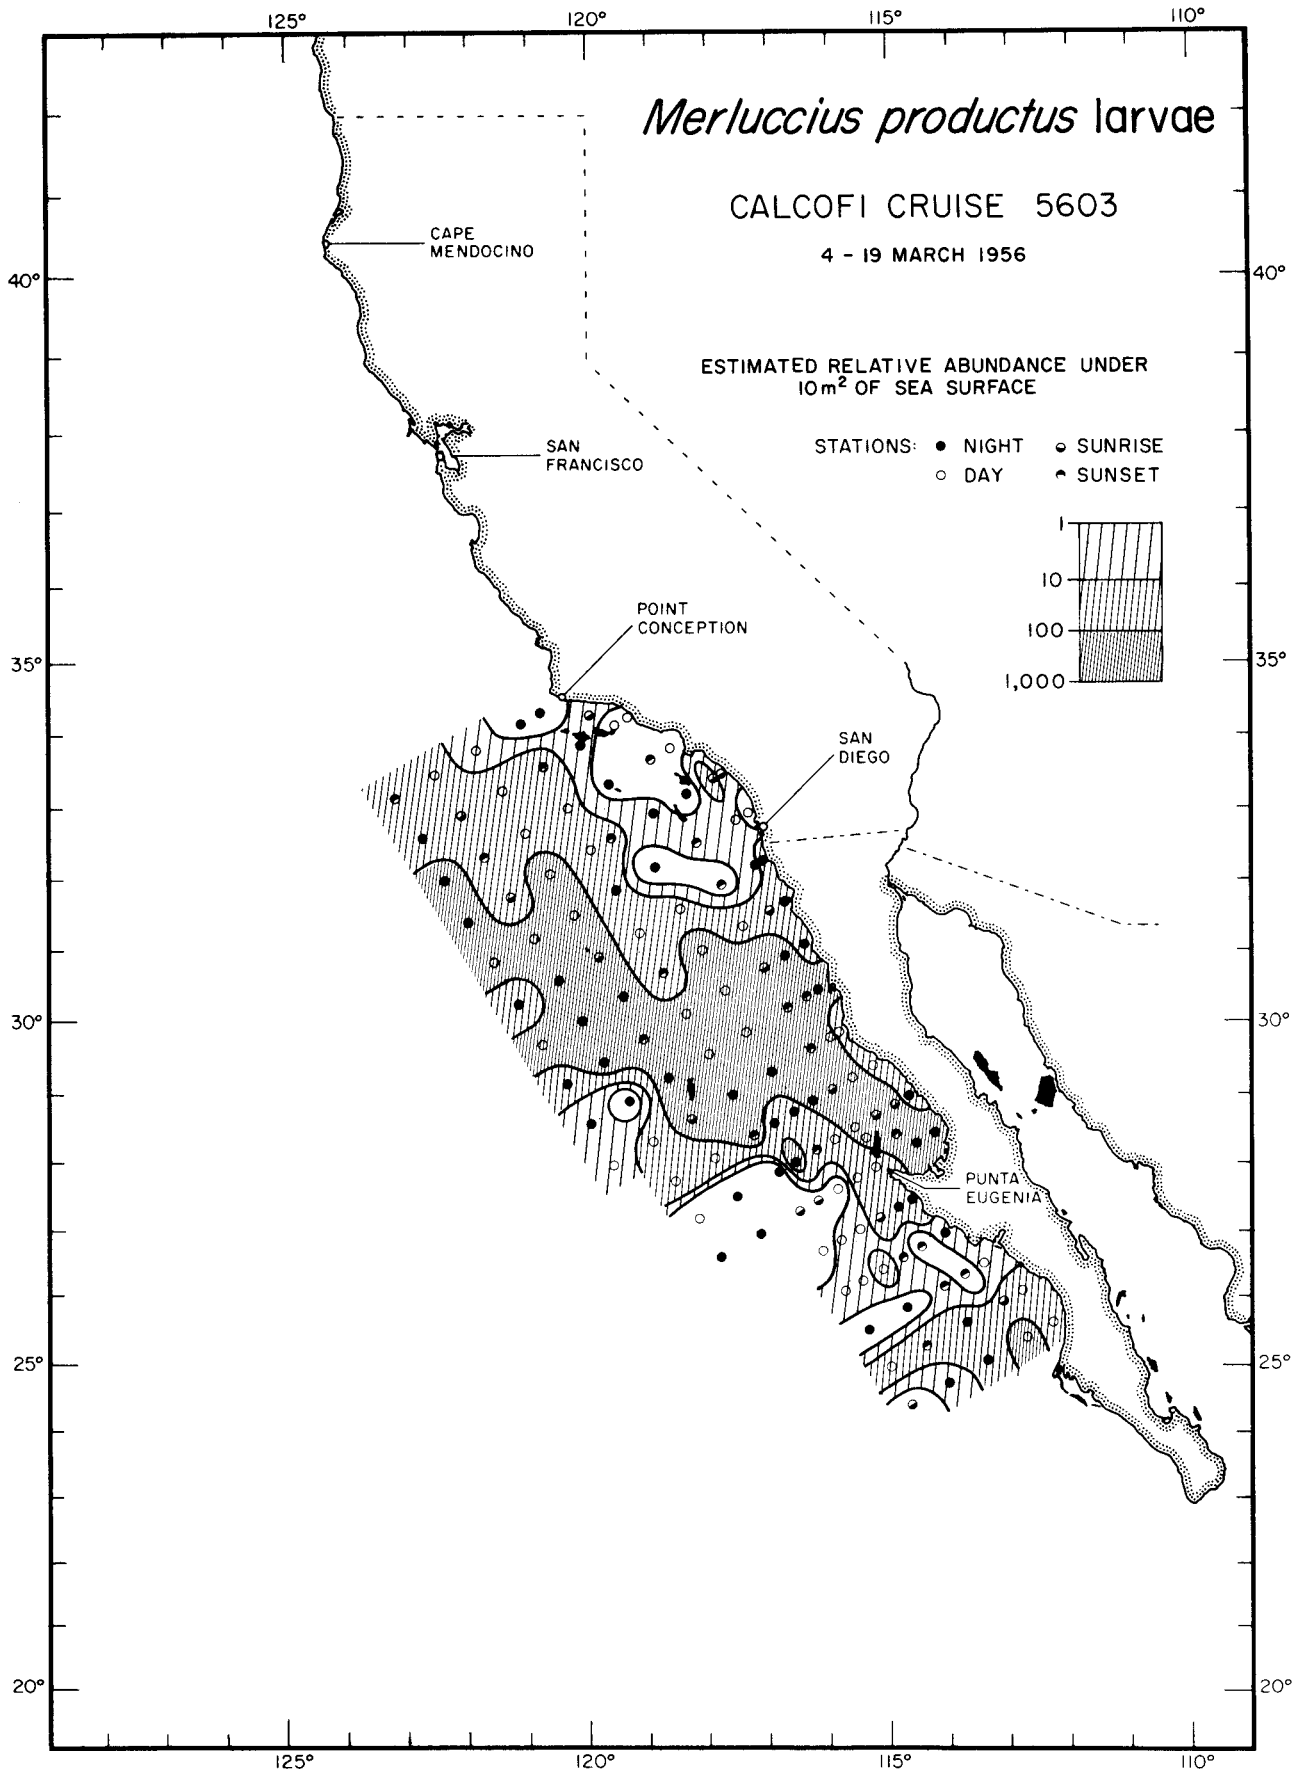 125° 120° 115° 110°
Merluccius productus larvae
CALCOFI CRUISE 5603
4 - 19 MARCH 1956
CAPE
MENDOCINO
40° 40°
ESTIMATED RELATIVE ABUNDANCE UNDER
10m² OF SEA SURFACE
STATIONS: NIGHT SUNRISE
DAY SUNSET
SAN
FRANCISCO
1
10
100
1,000
POINT
CONCEPTION
35° 35°
SAN
DIEGO
30° 30°
PUNTA
EUGENIA
25° 25°
20° 20°
125° 120° 115° 110°